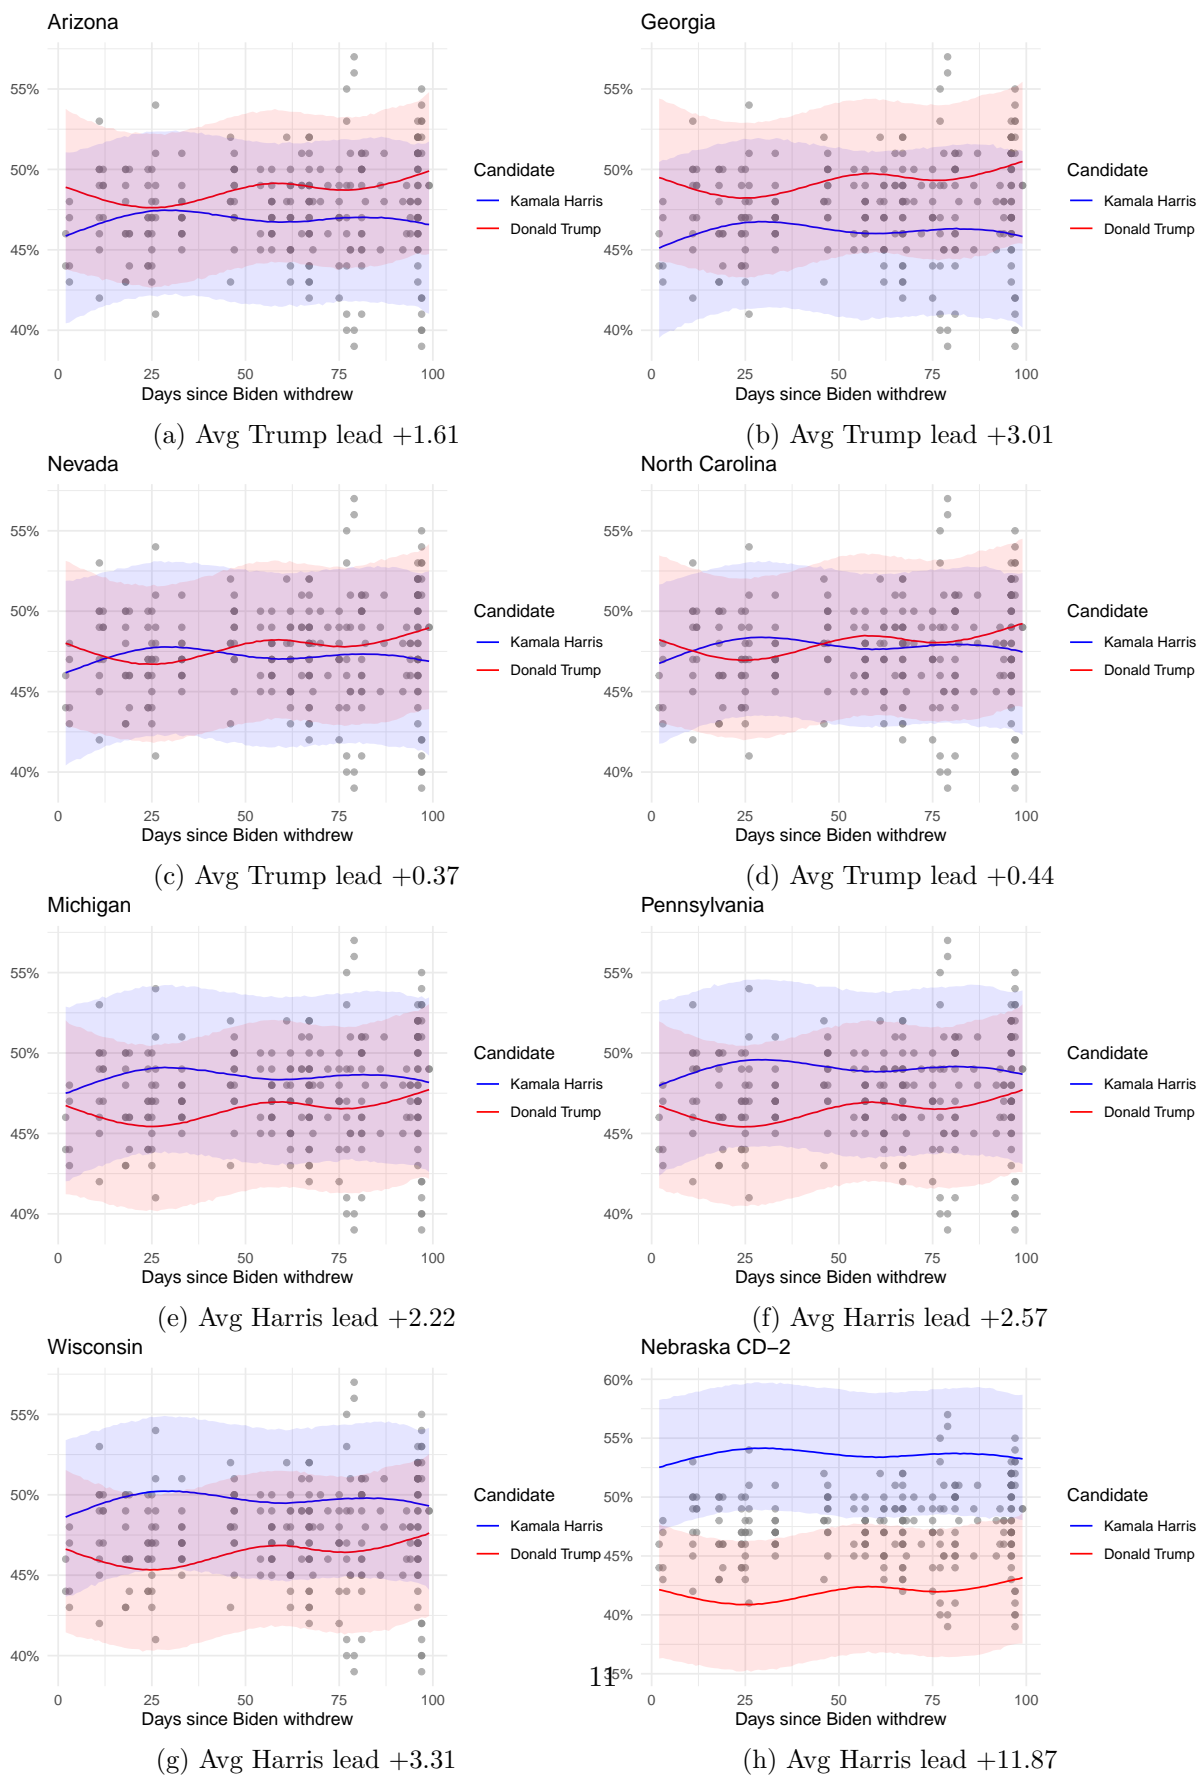 Arizona
55%
50%
45%
40%
0 25 50 75 100
Days since Biden withdrew
Candidate
Kamala Harris
Donald Trump
(a) Avg Trump lead +1.61
Georgia
55%
50%
45%
40%
0 25 50 75 100
Days since Biden withdrew
Candidate
Kamala Harris
Donald Trump
(b) Avg Trump lead +3.01
Nevada
55%
50%
45%
40%
0 25 50 75 100
Days since Biden withdrew
Candidate
Kamala Harris
Donald Trump
(c) Avg Trump lead +0.37
North Carolina
55%
50%
45%
40%
0 25 50 75 100
Days since Biden withdrew
Candidate
Kamala Harris
Donald Trump
(d) Avg Trump lead +0.44
Michigan
55%
50%
45%
40%
0 25 50 75 100
Days since Biden withdrew
Candidate
Kamala Harris
Donald Trump
(e) Avg Harris lead +2.22
Pennsylvania
55%
50%
45%
40%
0 25 50 75 100
Days since Biden withdrew
Candidate
Kamala Harris
Donald Trump
(f) Avg Harris lead +2.57
Wisconsin
55%
50%
45%
40%
0 25 50 75 100
Days since Biden withdrew
Candidate
Kamala Harris
Donald Trump
(g) Avg Harris lead +3.31
Nebraska CD−2
60%
55%
50%
45%
40%
35%
0 25 50 75 100
Days since Biden withdrew
Candidate
Kamala Harris
Donald Trump
(h) Avg Harris lead +11.87
11